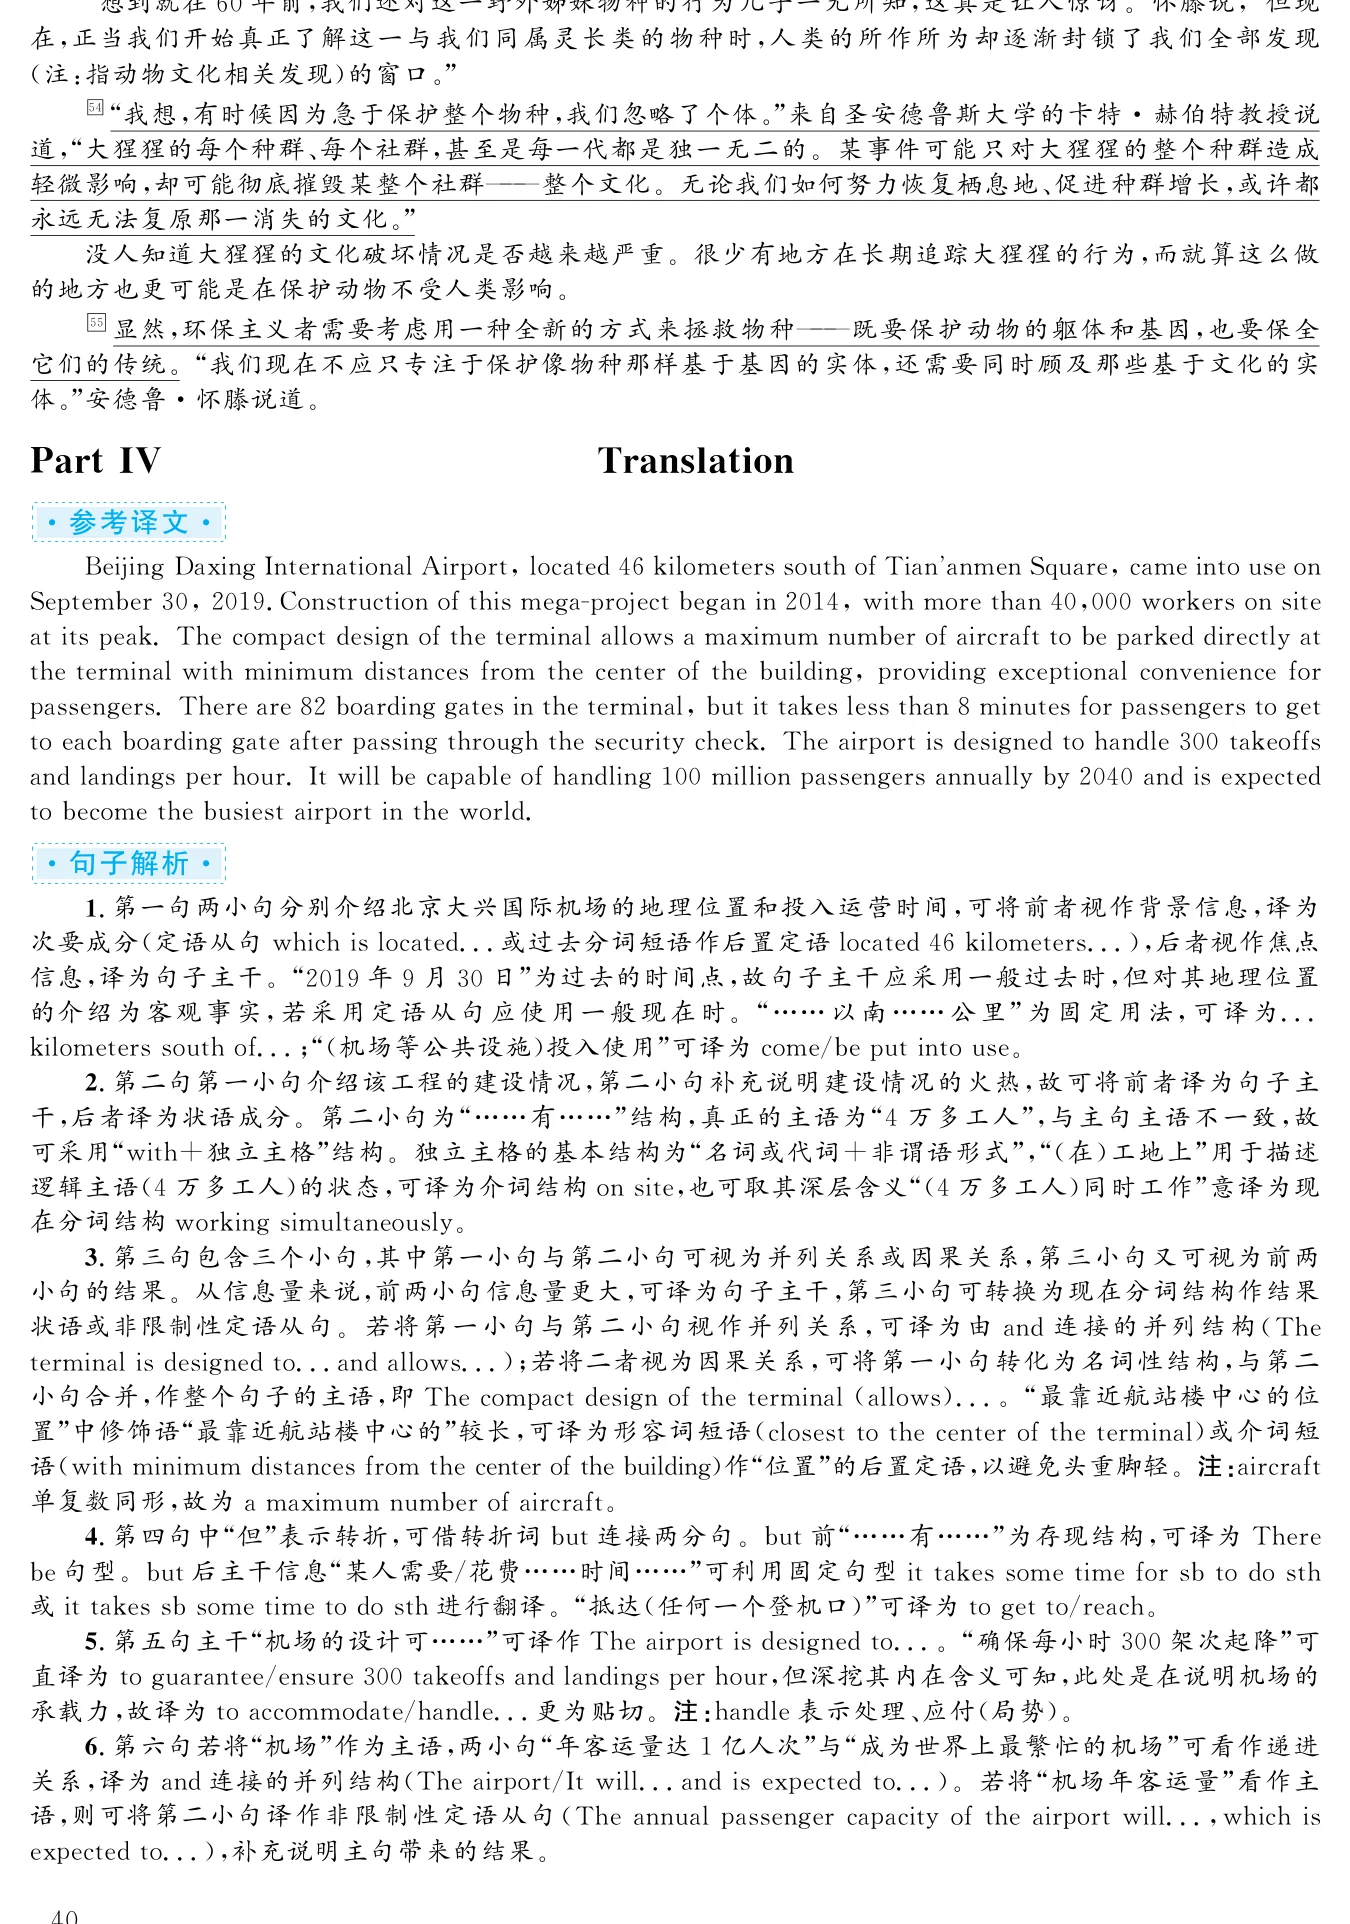 想到就在 60 年前,我们还对这一野外姊妹物种的行为几乎一无所知,这真是让人惊讶。”怀滕说,“但现
在,正当我们开始真正了解这一与我们同属灵长类的物种时,人类的所作所为却逐渐封锁了我们全部发现
(注:指动物文化相关发现)的窗口。”
54 “我想,有时候因为急于保护整个物种,我们忽略了个体。”来自圣安德鲁斯大学的卡特·赫伯特教授说
道,“大猩猩的每个种群、每个社群,甚至是每一代都是独一无二的。某事件可能只对大猩猩的整个种群造成
轻微影响,却可能彻底摧毁某整个社群——整个文化。无论我们如何努力恢复栖息地、促进种群增长,或许都
永远无法复原那一消失的文化。”
没人知道大猩猩的文化破坏情况是否越来越严重。很少有地方在长期追踪大猩猩的行为,而就算这么做
的地方也更可能是在保护动物不受人类影响。
55 显然,环保主义者需要考虑用一种全新的方式来拯救物种——既要保护动物的躯体和基因,也要保全
它们的传统。“我们现在不应只专注于保护像物种那样基于基因的实体,还需要同时顾及那些基于文化的实
体。”安德鲁·怀滕说道。
Part IV Translation
·参考译文·
Beijing Daxing International Airport, located 46 kilometers south of Tian'anmen Square, came into use on
September 30, 2019. Construction of this mega-project began in 2014, with more than 40,000 workers on site
at its peak. The compact design of the terminal allows a maximum number of aircraft to be parked directly at
the terminal with minimum distances from the center of the building, providing exceptional convenience for
passengers. There are 82 boarding gates in the terminal, but it takes less than 8 minutes for passengers to get
to each boarding gate after passing through the security check. The airport is designed to handle 300 takeoffs
and landings per hour. It will be capable of handling 100 million passengers annually by 2040 and is expected
to become the busiest airport in the world.
·句子解析·
1. 第一句两小句分别介绍北京大兴国际机场的地理位置和投入运营时间,可将前者视作背景信息,译为
次要成分(定语从句 which is located...或过去分词短语作后置定语 located 46 kilometers...),后者视作焦点
信息,译为句子主干。“2019 年 9 月 30 日”为过去的时间点,故句子主干应采用一般过去时,但对其地理位置
的介绍为客观事实,若采用定语从句应使用一般现在时。“……以南……公里”为固定用法,可译为...
kilometers south of...;“(机场等公共设施)投入使用”可译为 come/be put into use。
2. 第二句第一小句介绍该工程的建设情况,第二小句补充说明建设情况的火热,故可将前者译为句子主
干,后者译为状语成分。第二小句为“……有……”结构,真正的主语为“4 万多工人”,与主句主语不一致,故
可采用“with+独立主格”结构。独立主格的基本结构为“名词或代词+非谓语形式”,“(在)工地上”用于描述
逻辑主语(4 万多工人)的状态,可译为介词结构 on site,也可取其深层含义“(4 万多工人)同时工作”意译为现
在分词结构 working simultaneously。
3. 第三句包含三个小句,其中第一小句与第二小句可视为并列关系或因果关系,第三小句又可视为前两
小句的结果。从信息量来说,前两小句信息量更大,可译为句子主干,第三小句可转换为现在分词结构作结果
状语或非限制性定语从句。若将第一小句与第二小句视作并列关系,可译为由 and 连接的并列结构(The
terminal is designed to...and allows...);若将二者视为因果关系,可将第一小句转化为名词性结构,与第二
小句合并,作整个句子的主语,即 The compact design of the terminal (allows)...。“最靠近航站楼中心的位
置”中修饰语“最靠近航站楼中心的”较长,可译为形容词短语(closest to the center of the terminal)或介词短
语(with minimum distances from the center of the building)作“位置”的后置定语,以避免头重脚轻。注:aircraft
单复数同形,故为 a maximum number of aircraft。
4. 第四句中“但”表示转折,可借转折词 but 连接两分句。but 前“……有……”为存现结构,可译为 There
be 句型。but 后主干信息“某人需要/花费……时间……”可利用固定句型 it takes some time for sb to do sth
或 it takes sb some time to do sth 进行翻译。“抵达(任何一个登机口)”可译为 to get to/reach。
5. 第五句主干“机场的设计可……”可译作 The airport is designed to...。“确保每小时 300 架次起降”可
直译为 to guarantee/ensure 300 takeoffs and landings per hour,但深挖其内在含义可知,此处是在说明机场的
承载力,故译为 to accommodate/handle...更为贴切。注:handle 表示处理、应付(局势)。
6. 第六句若将“机场”作为主语,两小句“年客运量达 1 亿人次”与“成为世界上最繁忙的机场”可看作递进
关系,译为 and 连接的并列结构(The airport/It will...and is expected to...)。若将“机场年客运量”看作主
语,则可将第二小句译作非限制性定语从句(The annual passenger capacity of the airport will...,which is
expected to...),补充说明主句带来的结果。
40